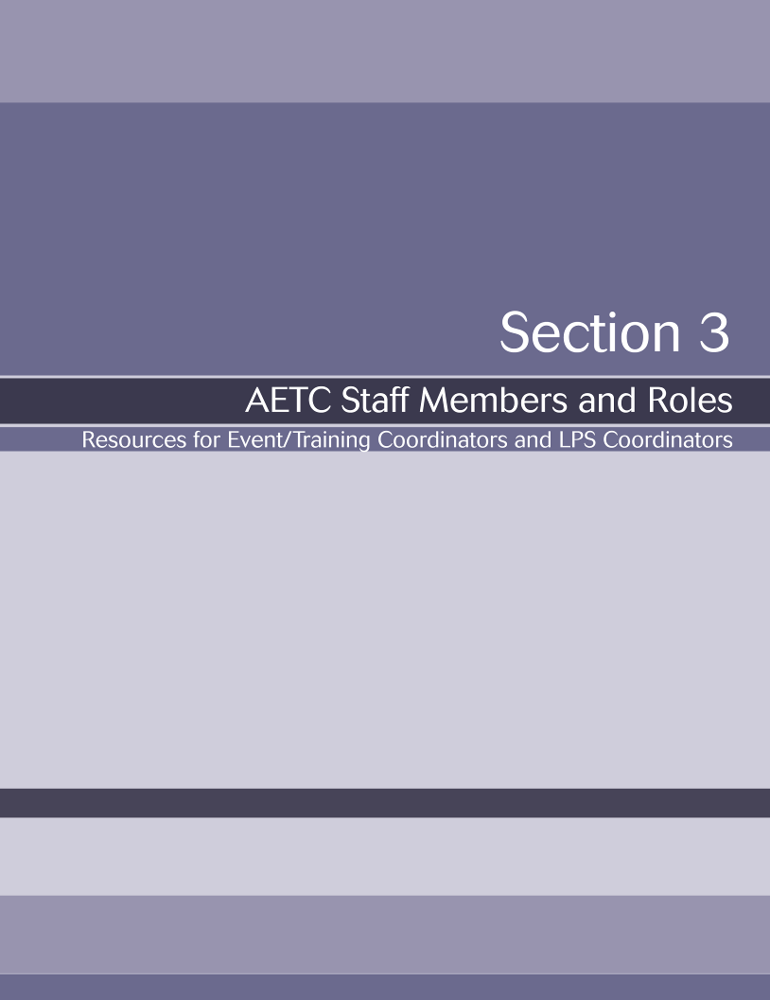 Section 3
AETC Staff Members and Roles
Resources for Event/Training Coordinators and LPS Coordinators